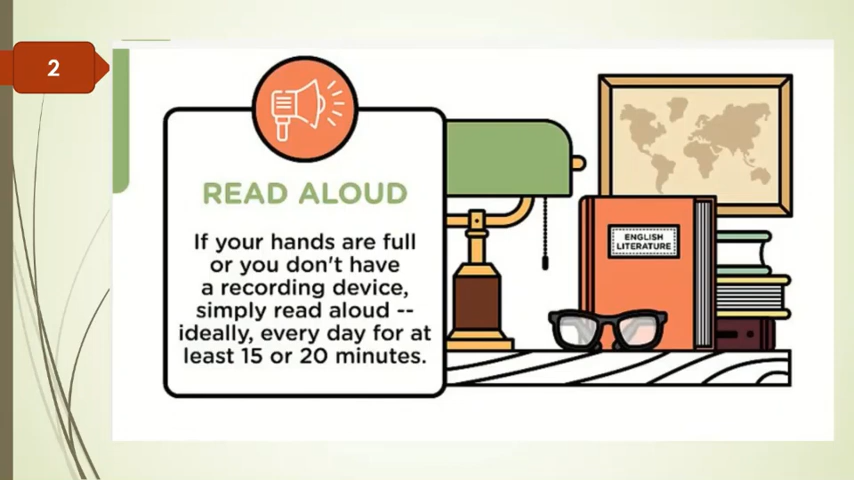 2
READ ALOUD
If your hands are full
or you don't have
a recording device,
simply read aloud --
ideally, every day for at
least 15 or 20 minutes.
ENGLISH
LITERATURE